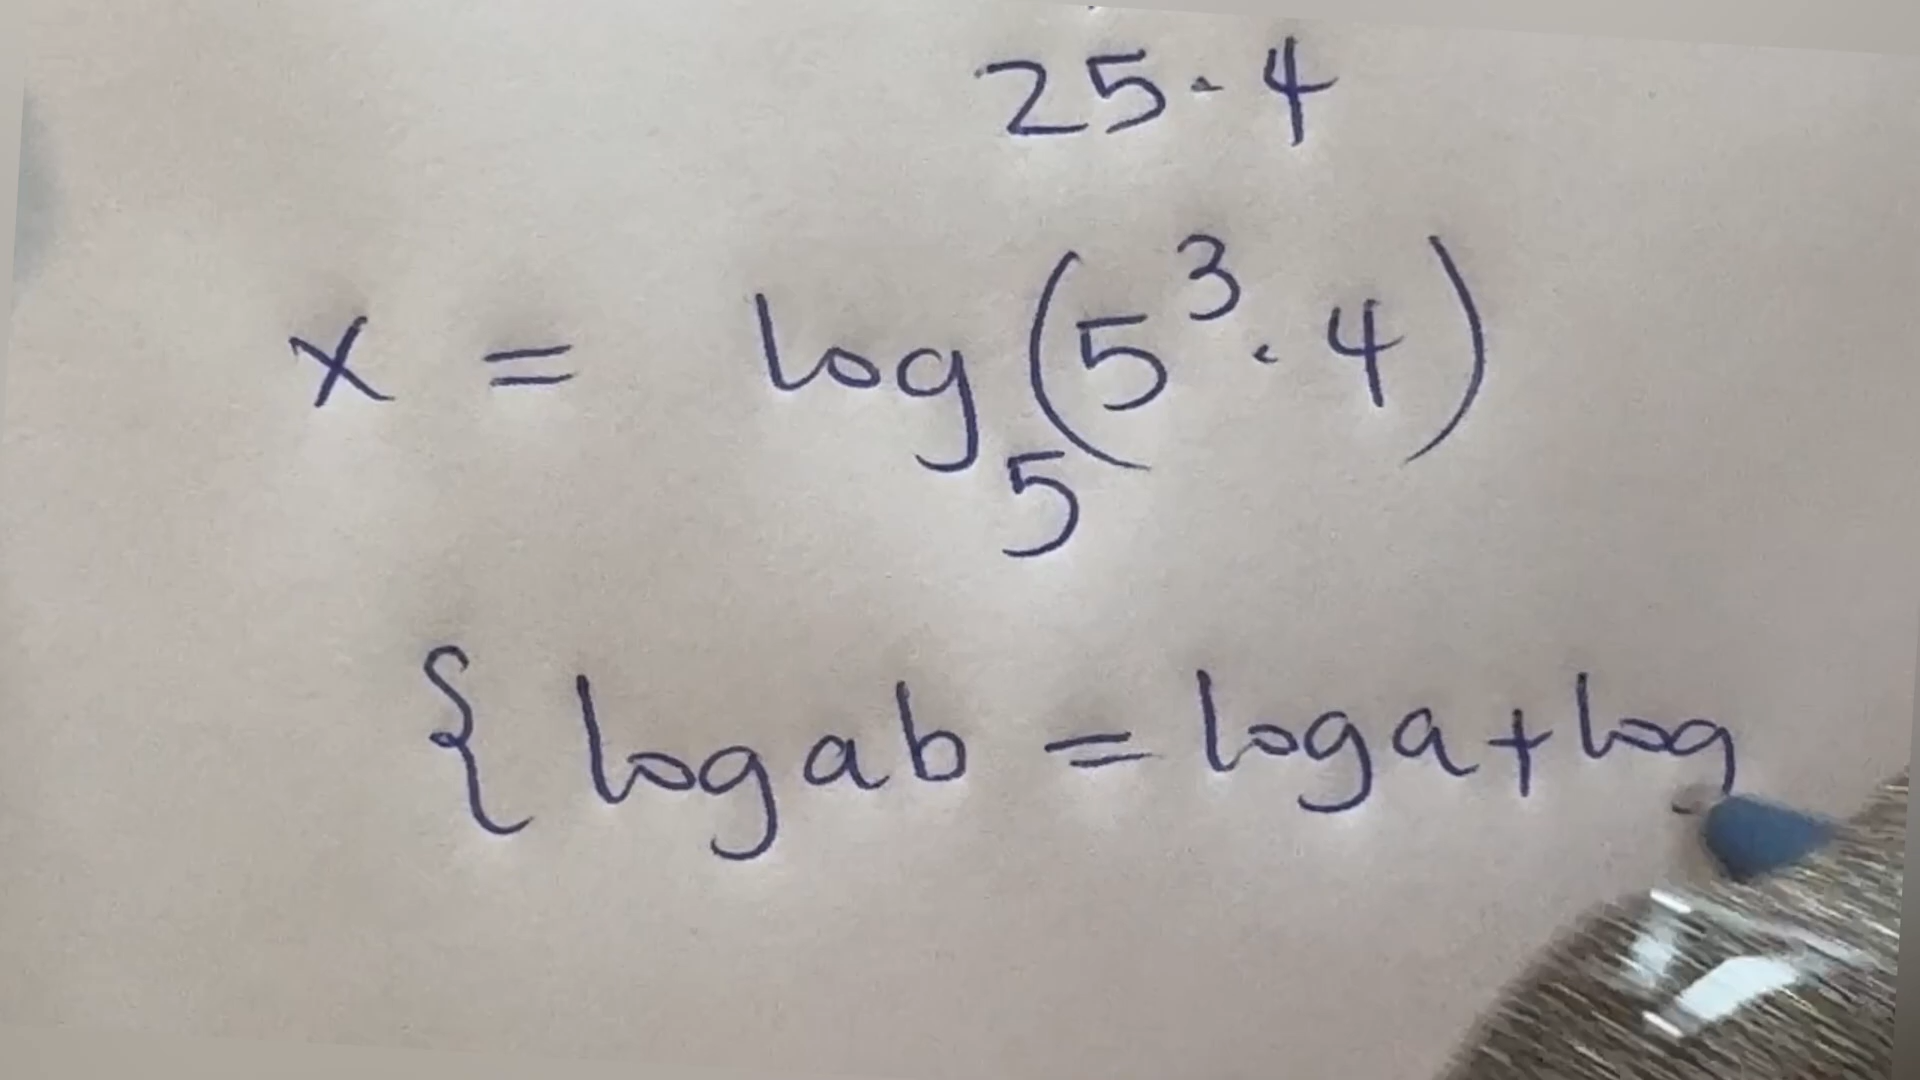 25 · 4
x = log₅(5³ · 4)
{ log ab = log a + log